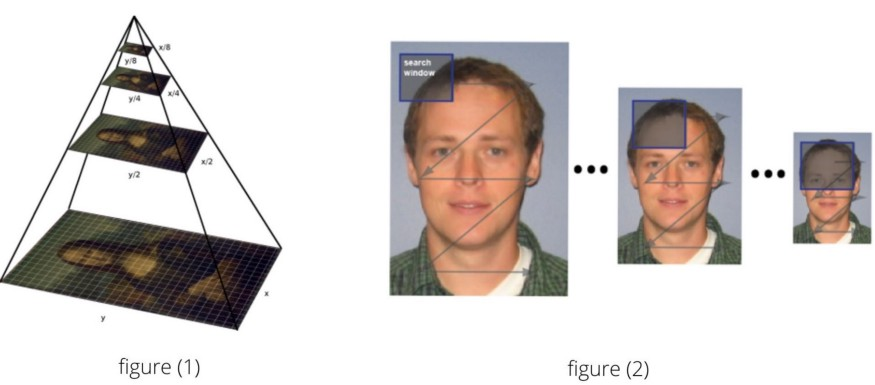 x/8
y/8
x/4
y/4
x/2
y/2
x
y
search
window
figure (1)
figure (2)